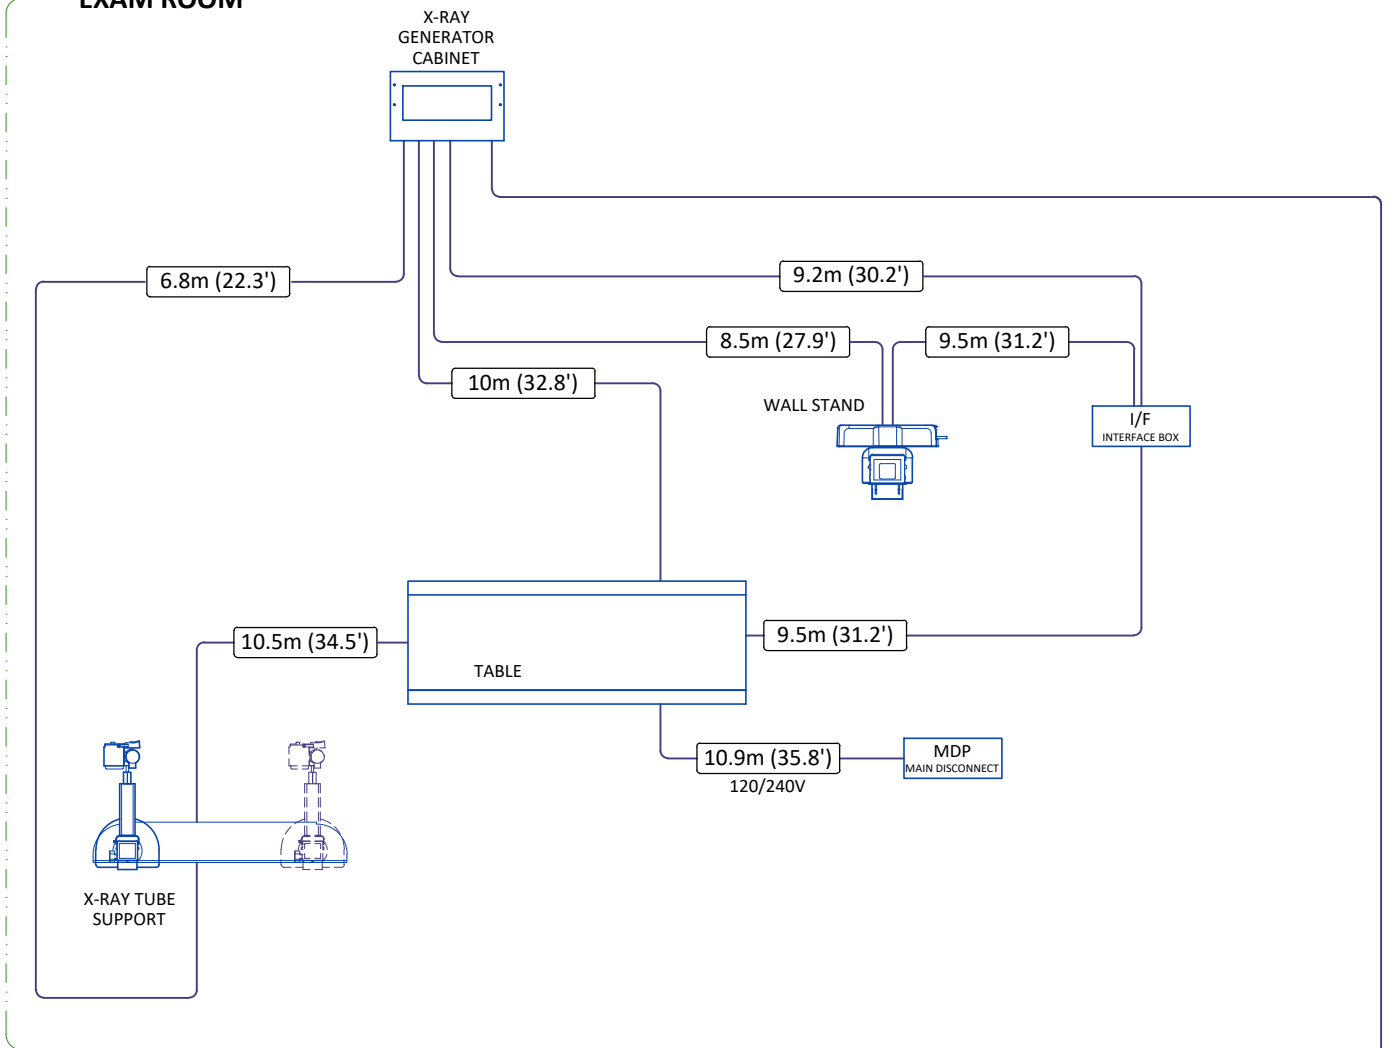 EXAM ROOM
X-RAY
GENERATOR
CABINET
6.8m (22.3')
9.2m (30.2')
8.5m (27.9')
9.5m (31.2')
10m (32.8')
WALL STAND
I/F
INTERFACE BOX
10.5m (34.5')
9.5m (31.2')
TABLE
10.9m (35.8')
120/240V
MDP
MAIN DISCONNECT
X-RAY TUBE
SUPPORT